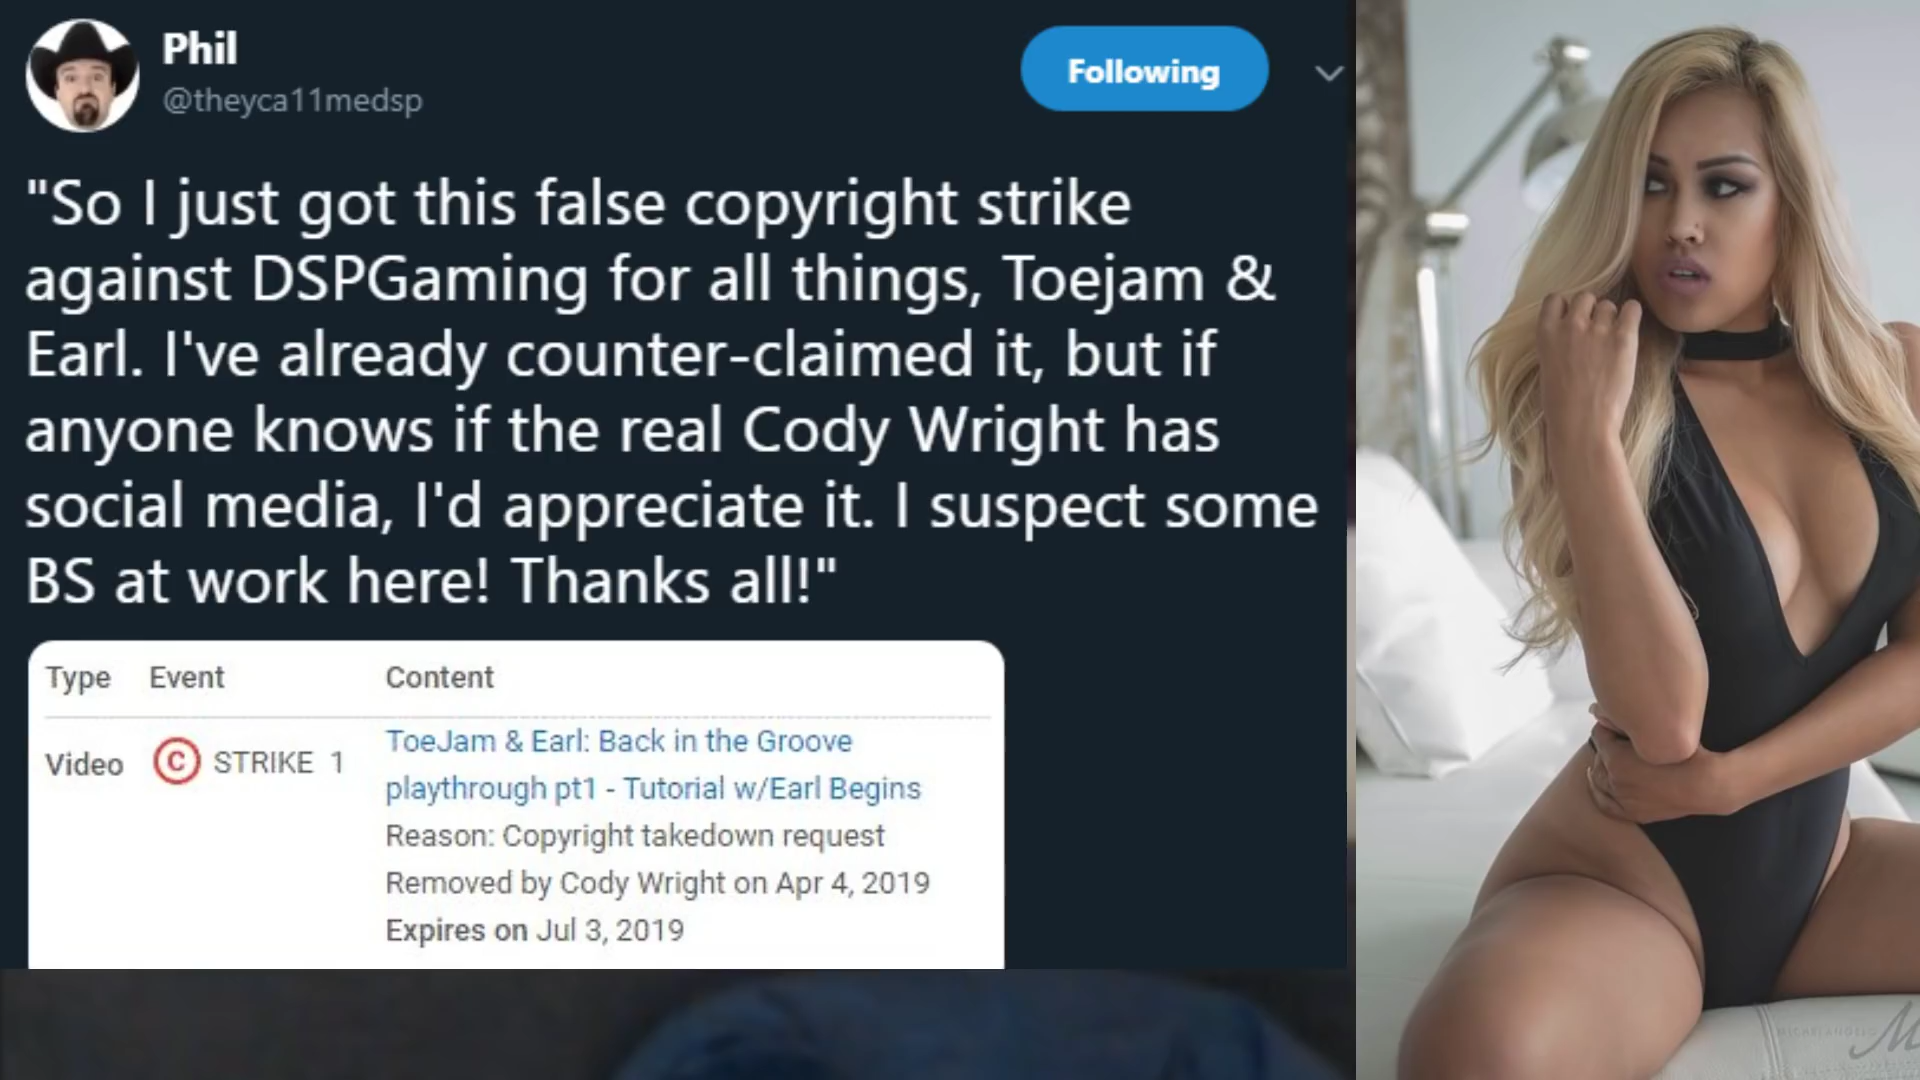 Phil
@theyca11medsp
Following
"So I just got this false copyright strike
against DSPGaming for all things, Toejam &
Earl. I've already counter-claimed it, but if
anyone knows if the real Cody Wright has
social media, I'd appreciate it. I suspect some
BS at work here! Thanks all!"
Type Event Content
Video © STRIKE 1
ToeJam & Earl: Back in the Groove
playthrough pt1 - Tutorial w/Earl Begins
Reason: Copyright takedown request
Removed by Cody Wright on Apr 4, 2019
Expires on Jul 3, 2019